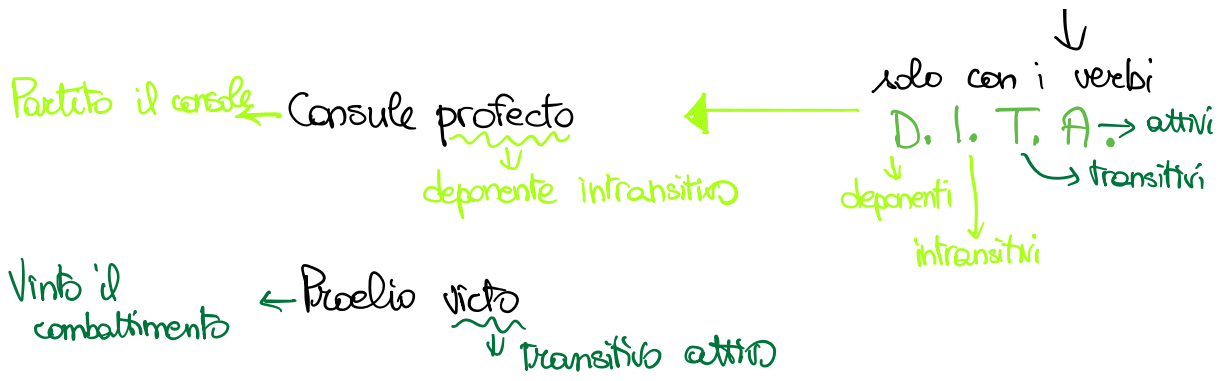 solo con i verbi
D. I. T. A.
attivi
transitivi
deponenti
intransitivi
Partito il console
Consule profecto
deponente intransitivo
Vinto il
combattimento
Proelio victo
transitivo attivo